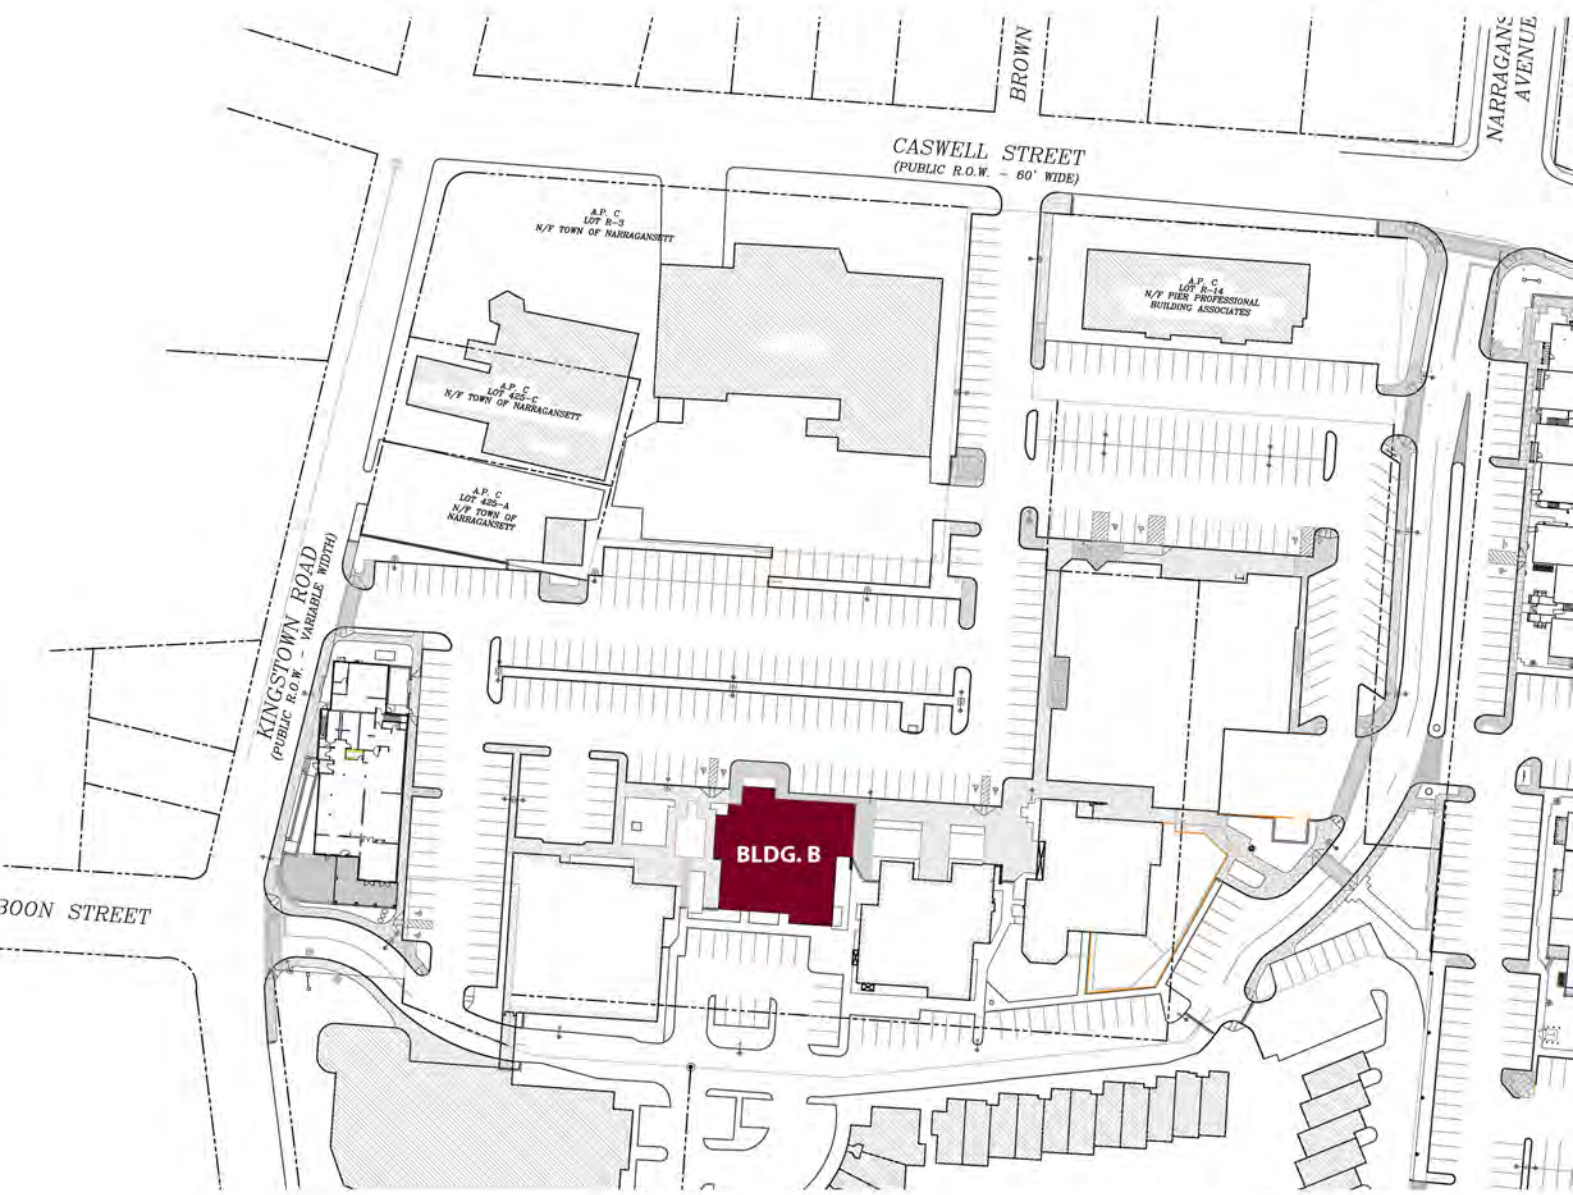 BROWN
NARRAGANS
AVENUE
CASWELL STREET
(PUBLIC R.O.W. - 60' WIDE)
A.P. C
LOT R-3
N/F TOWN OF NARRAGANSETT
A.P. C
LOT R-14
N/F PIER PROFESSIONAL
BUILDING ASSOCIATES
A.P. C
LOT 425-C
N/F TOWN OF NARRAGANSETT
A.P. C
LOT 425-A
N/F TOWN OF
NARRAGANSETT
KINGSTOWN ROAD
(PUBLIC R.O.W. - VARIABLE WIDTH)
BLDG. B
BOON STREET